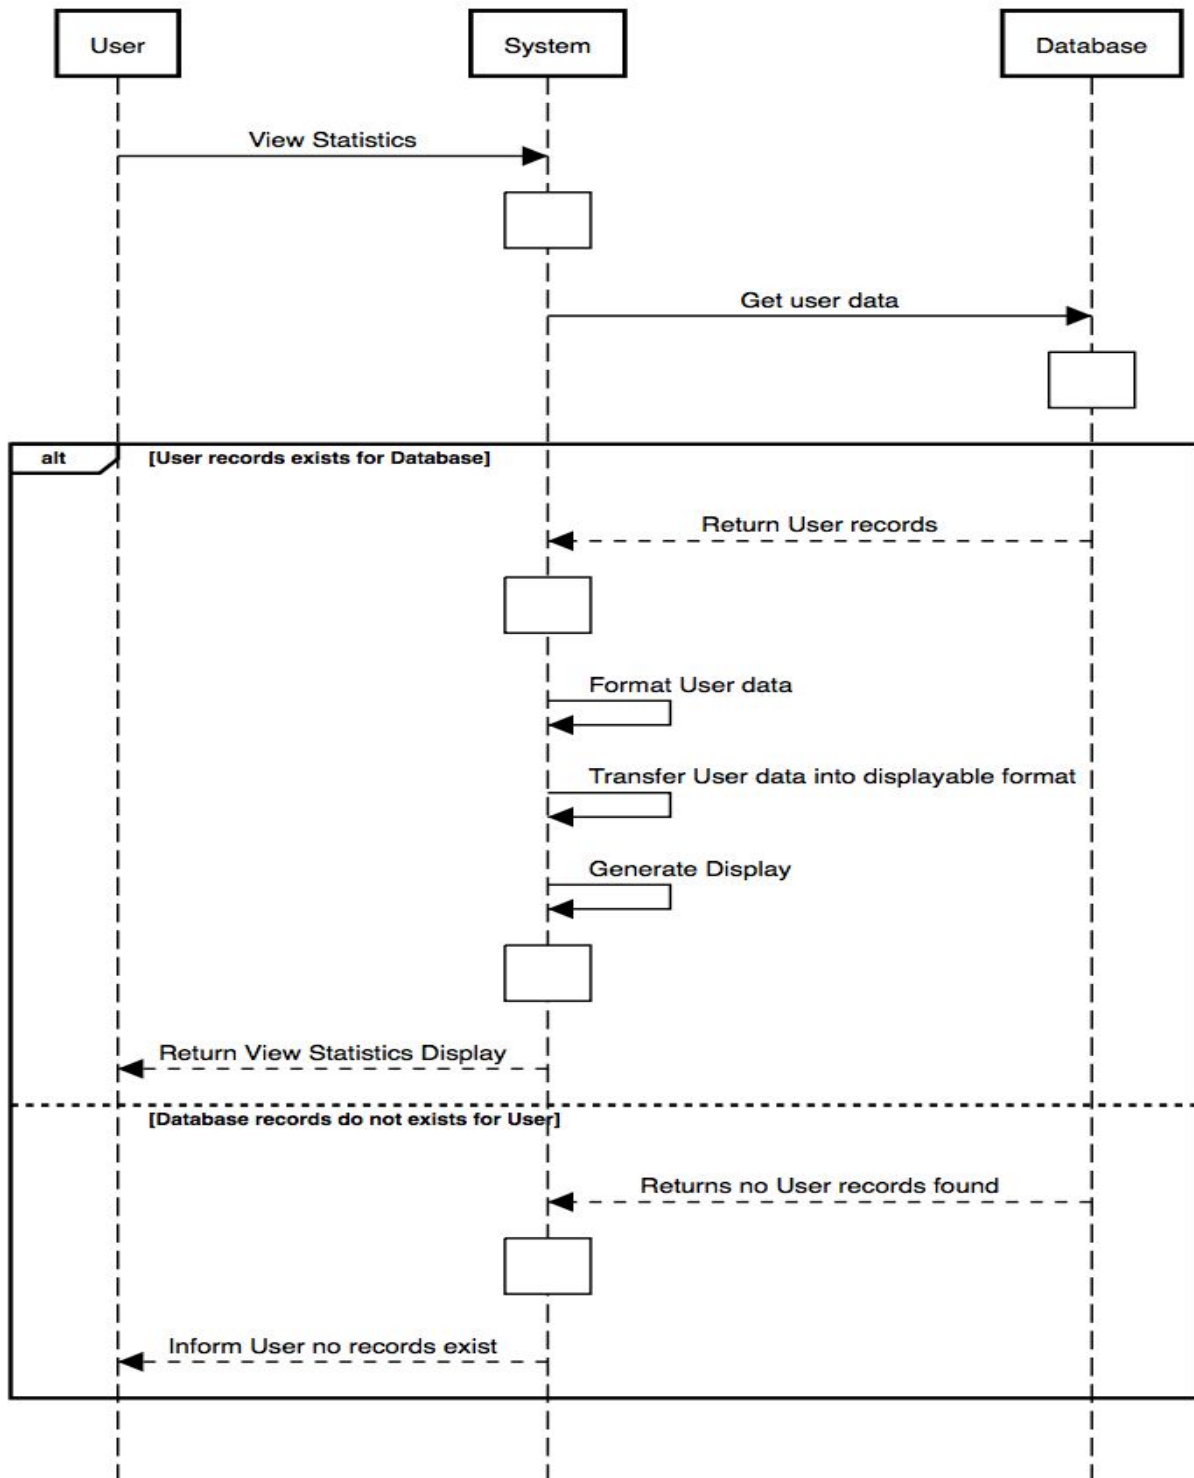 User
System
Database
View Statistics
Get user data
alt
[User records exists for Database]
Return User records
Format User data
Transfer User data into displayable format
Generate Display
Return View Statistics Display
[Database records do not exists for User]
Returns no User records found
Inform User no records exist